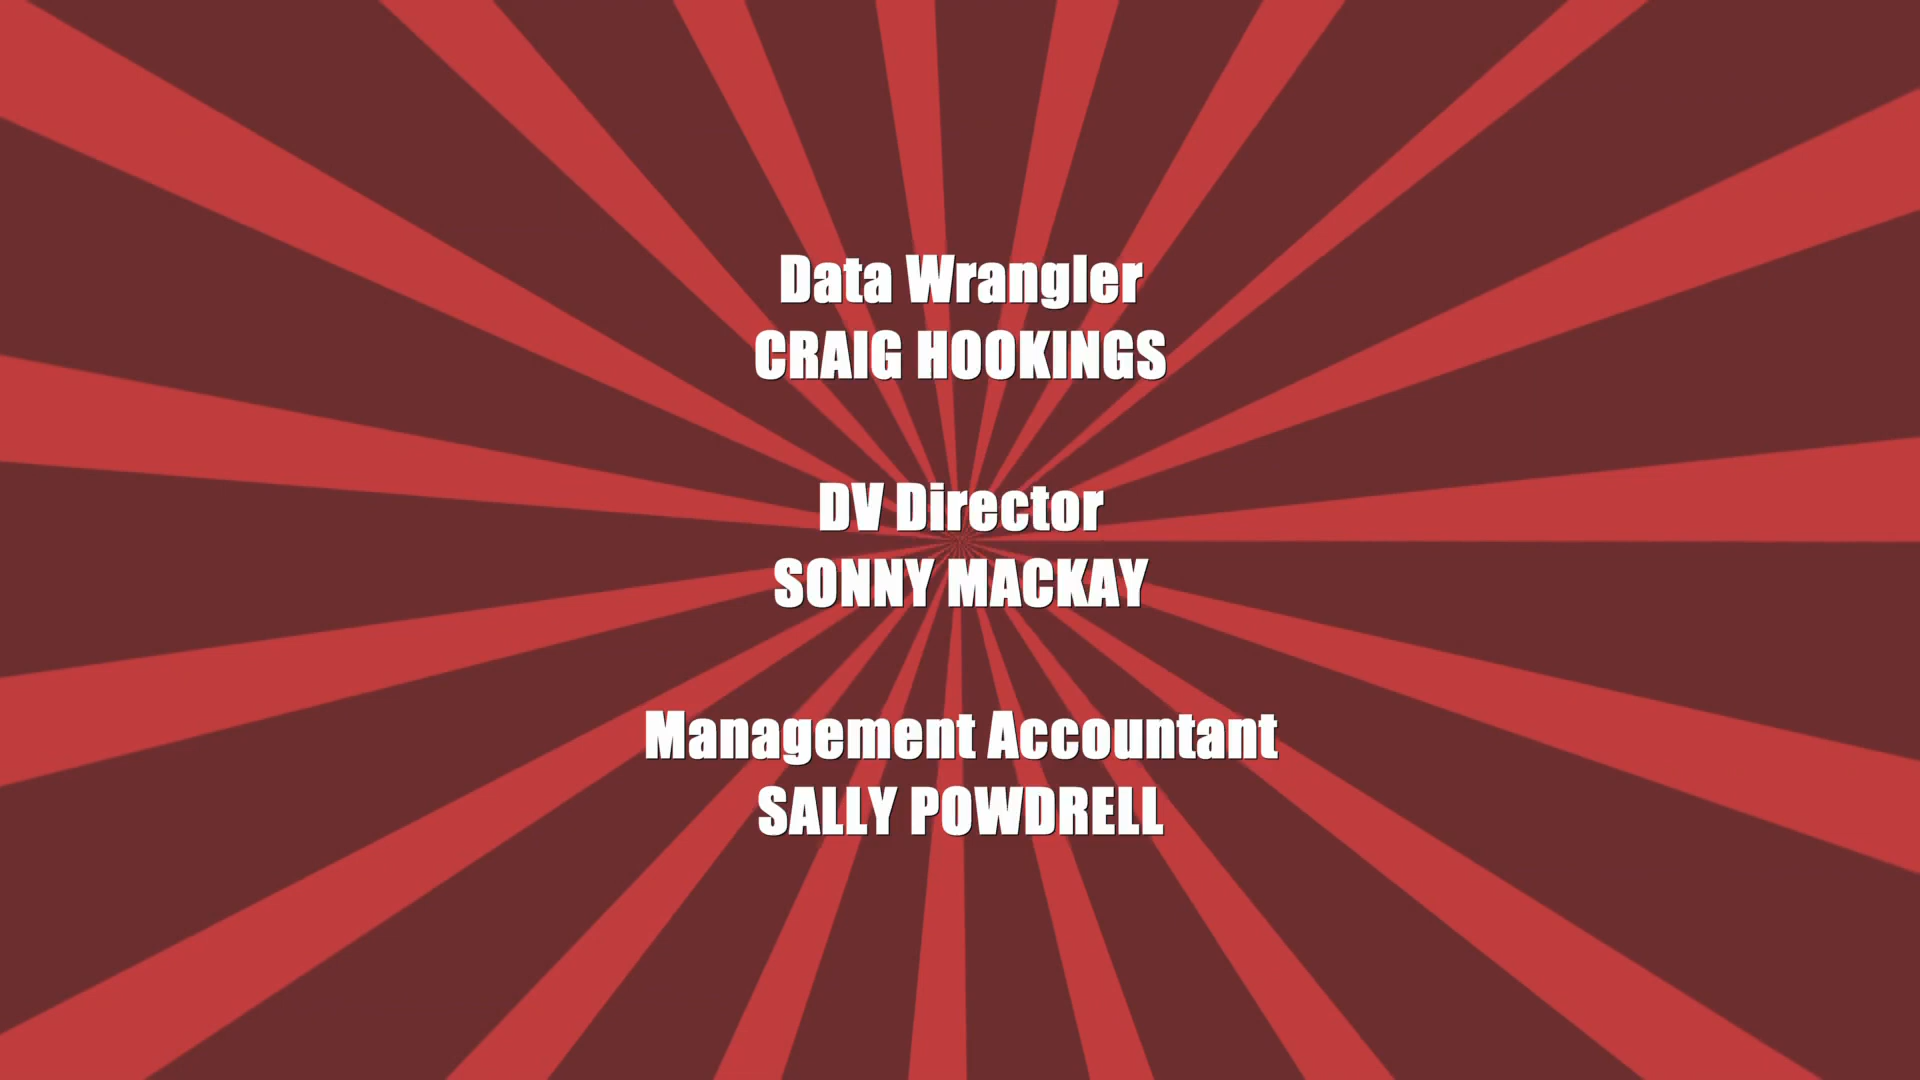 Data Wrangler
CRAIG HOOKINGS
DV Director
SONNY MACKAY
Management Accountant
SALLY POWDRELL